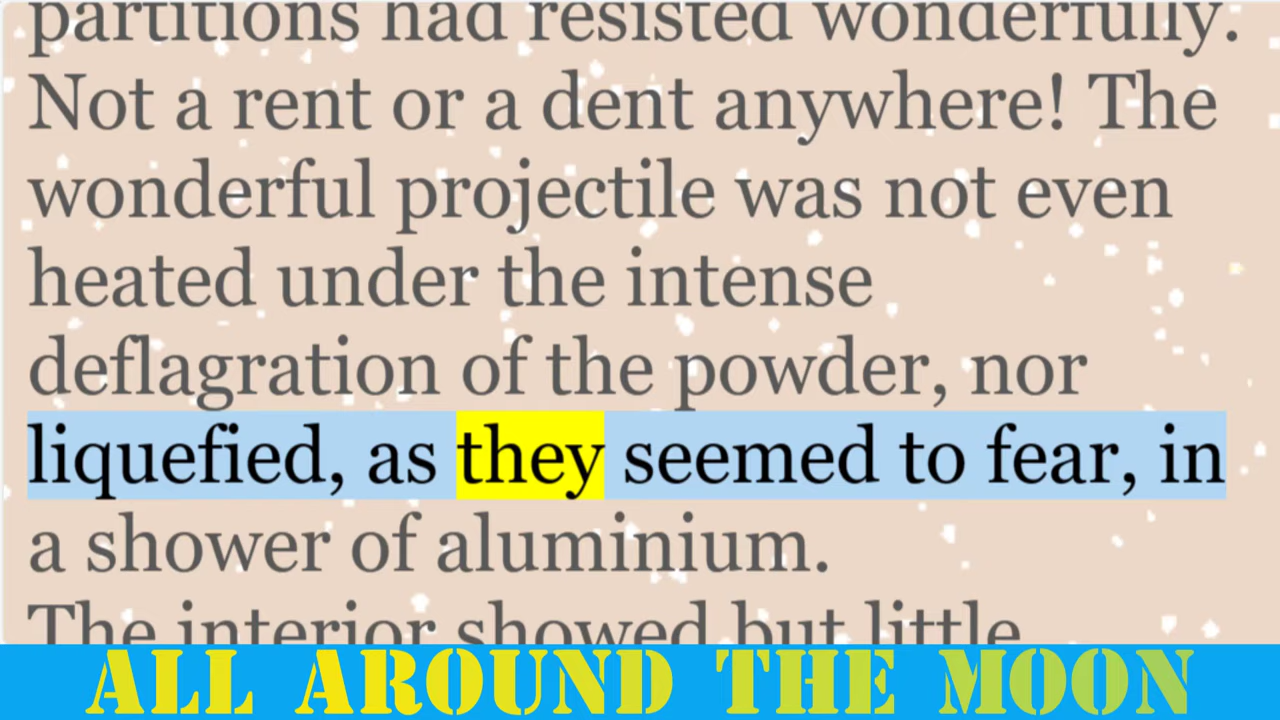 partitions had resisted wonderfully.
Not a rent or a dent anywhere! The
wonderful projectile was not even
heated under the intense
deflagration of the powder, nor
liquefied, as they seemed to fear, in
a shower of aluminium.
The interior showed but little
ALL AROUND THE MOON